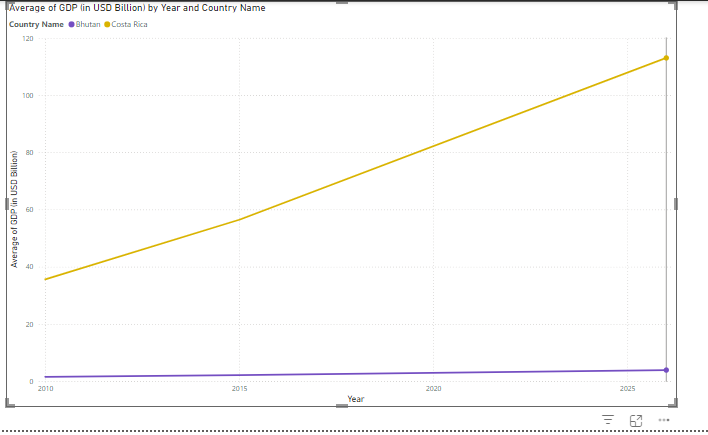 Average of GDP (in USD Billion) by Year and Country Name
Country Name Bhutan Costa Rica
120
100
80
60
40
20
0
Average of GDP (in USD Billion)
2010 2015 2020 2025
Year